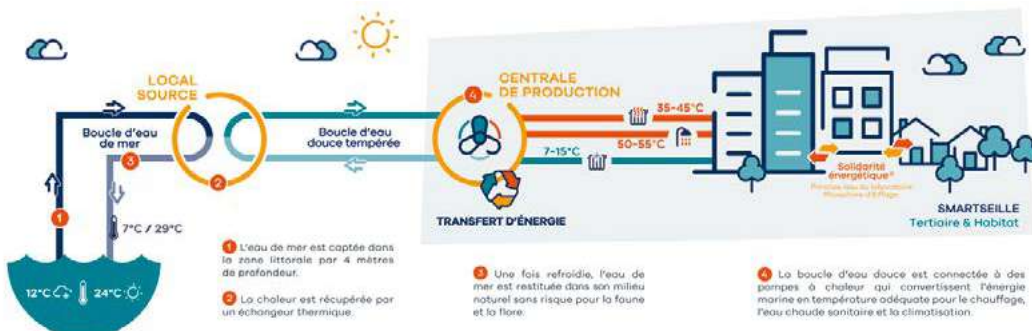 LOCAL
SOURCE
Boucle d'eau
de mer
3
2
1
7°C / 29°C
12°C
24°C
Boucle d'eau
douce tempérée
4
CENTRALE
DE PRODUCTION
35-45°C
50-55°C
7-15°C
TRANSFERT D'ÉNERGIE
Solidarité
énergétique
SMARTSEILLE
Tertiaire & Habitat
1 L'eau de mer est captée dans
la zone littorale par 4 mètres
de profondeur.
2 La chaleur est récupérée par
un échangeur thermique.
3 Une fois refroidie, l'eau de
mer est restituée dans son milieu
naturel sans risque pour la faune
et la flore.
4 La boucle d'eau douce est connectée à des
pompes à chaleur qui convertissent l'énergie
marine en température adéquate pour le chauffage,
l'eau chaude sanitaire et la climatisation.